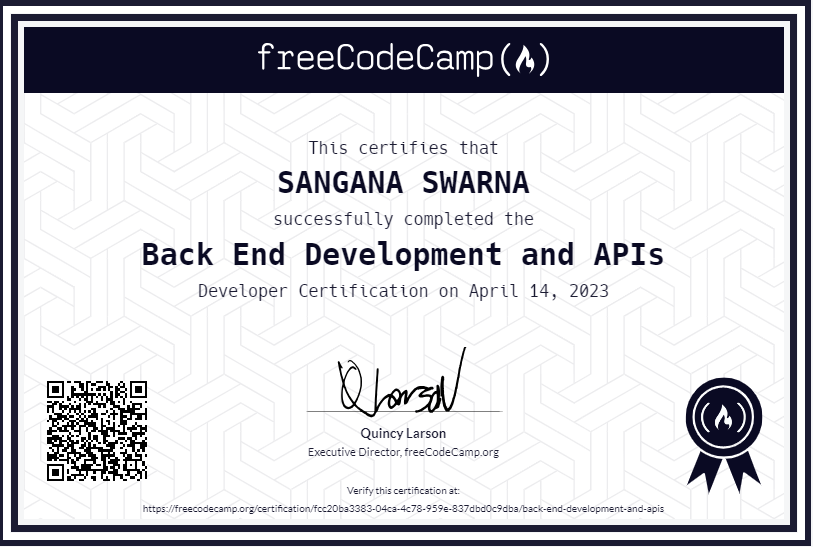 freeCodeCamp
This certifies that
SANGANA SWARNA
successfully completed the
Back End Development and APIs
Developer Certification on April 14, 2023
Quincy Larson
Executive Director, freeCodeCamp.org
Verify this certification at:
https://freecodecamp.org/certification/fcc20ba3383-04ca-4c78-959e-837dbd0c9dba/back-end-development-and-apis